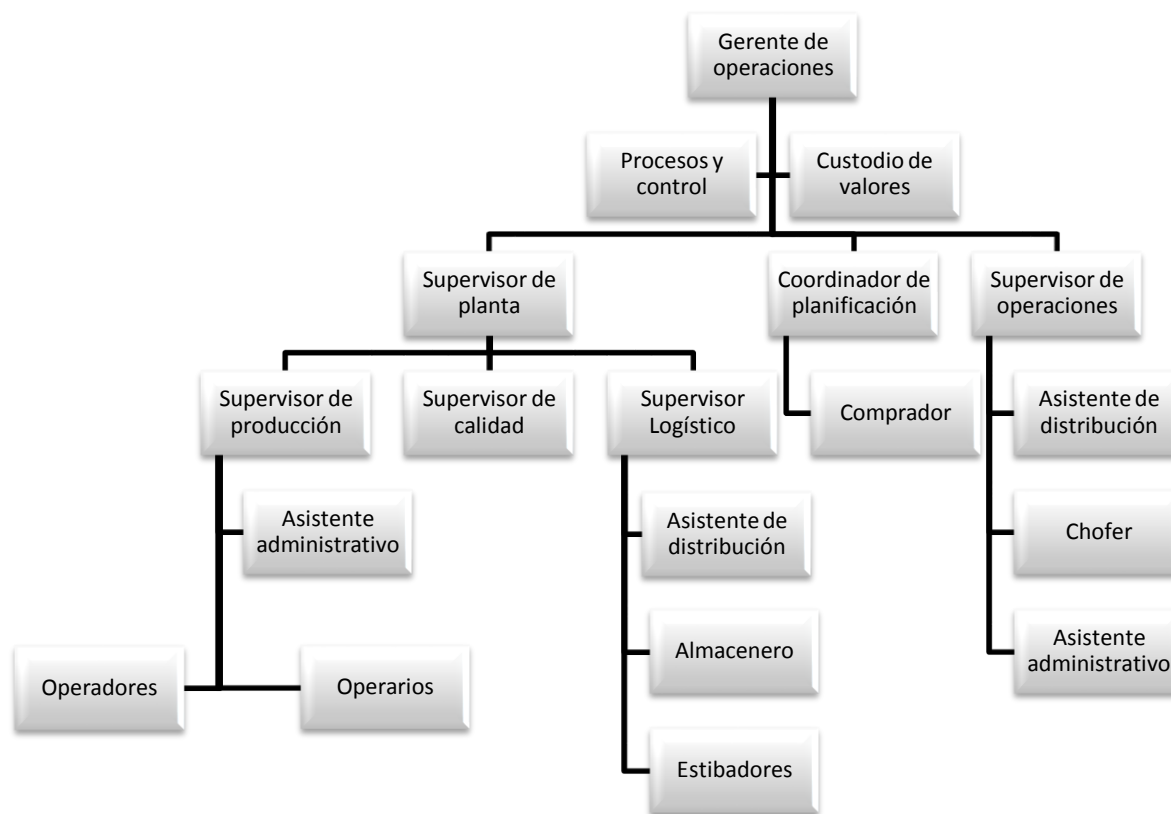 Gerente de
operaciones
Procesos y
control
Custodio de
valores
Supervisor de
planta
Coordinador de
planificación
Supervisor de
operaciones
Supervisor de
producción
Supervisor de
calidad
Supervisor
Logístico
Comprador
Asistente de
distribución
Asistente
administrativo
Asistente de
distribución
Chofer
Operadores
Operarios
Almacenero
Asistente
administrativo
Estibadores